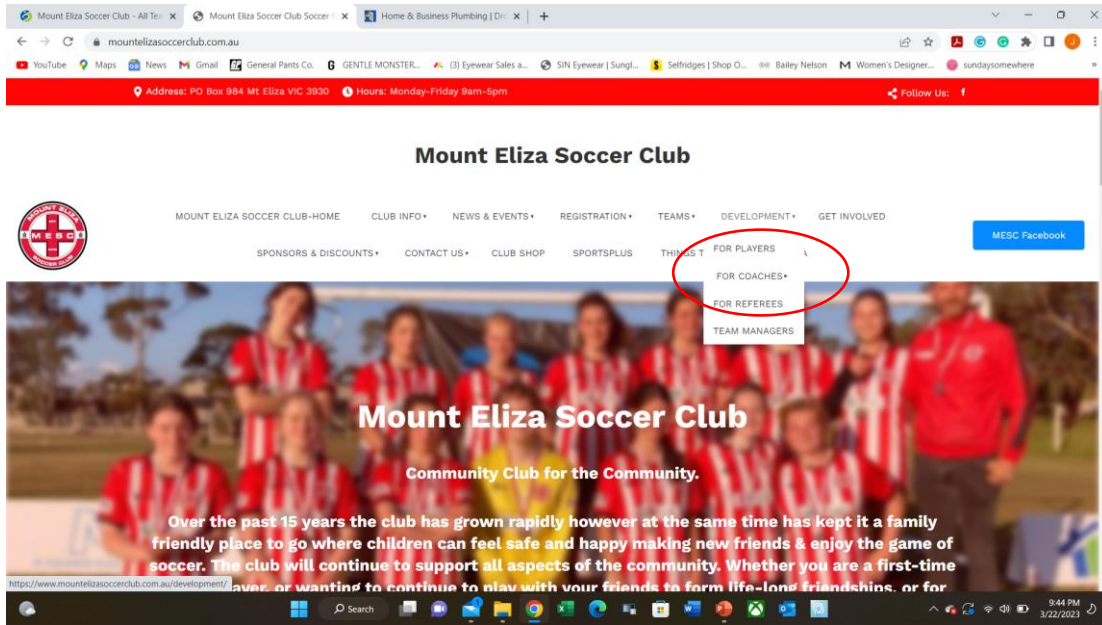 Mount Eliza Soccer Club - All Te
Mount Eliza Soccer Club Soccer
Home & Business Plumbing | Dro
mountelizasoccerclub.com.au
YouTube Maps News Gmail General Pants Co. GENTLE MONSTER... (3) Eyewear Sales a... SIN Eyewear | Sungl... Selfridges | Shop O... Bailey Nelson Women's Designer... sundaysomewhere »
Address: PO Box 984 Mt Eliza VIC 3930 Hours: Monday-Friday 9am-5pm Follow Us: f
Mount Eliza Soccer Club
MOUNT ELIZA SOCCER CLUB
MESC
MOUNT ELIZA SOCCER CLUB-HOME CLUB INFO NEWS & EVENTS REGISTRATION TEAMS DEVELOPMENT GET INVOLVED
MESC Facebook
SPONSORS & DISCOUNTS CONTACT US CLUB SHOP SPORTSPLUS THINGS T
FOR PLAYERS
FOR COACHES
FOR REFEREES
TEAM MANAGERS
Mount Eliza Soccer Club
Community Club for the Community.
Over the past 15 years the club has grown rapidly however at the same time has kept it a family
friendly place to go where children can feel safe and happy making new friends & enjoy the game of
soccer. The club will continue to support all aspects of the community. Whether you are a first-time
ayer, or wanting to continue to play with your friends to form life-long friendships, or for
https://www.mountelizasoccerclub.com.au/development/
Search
9:44 PM
3/22/2023